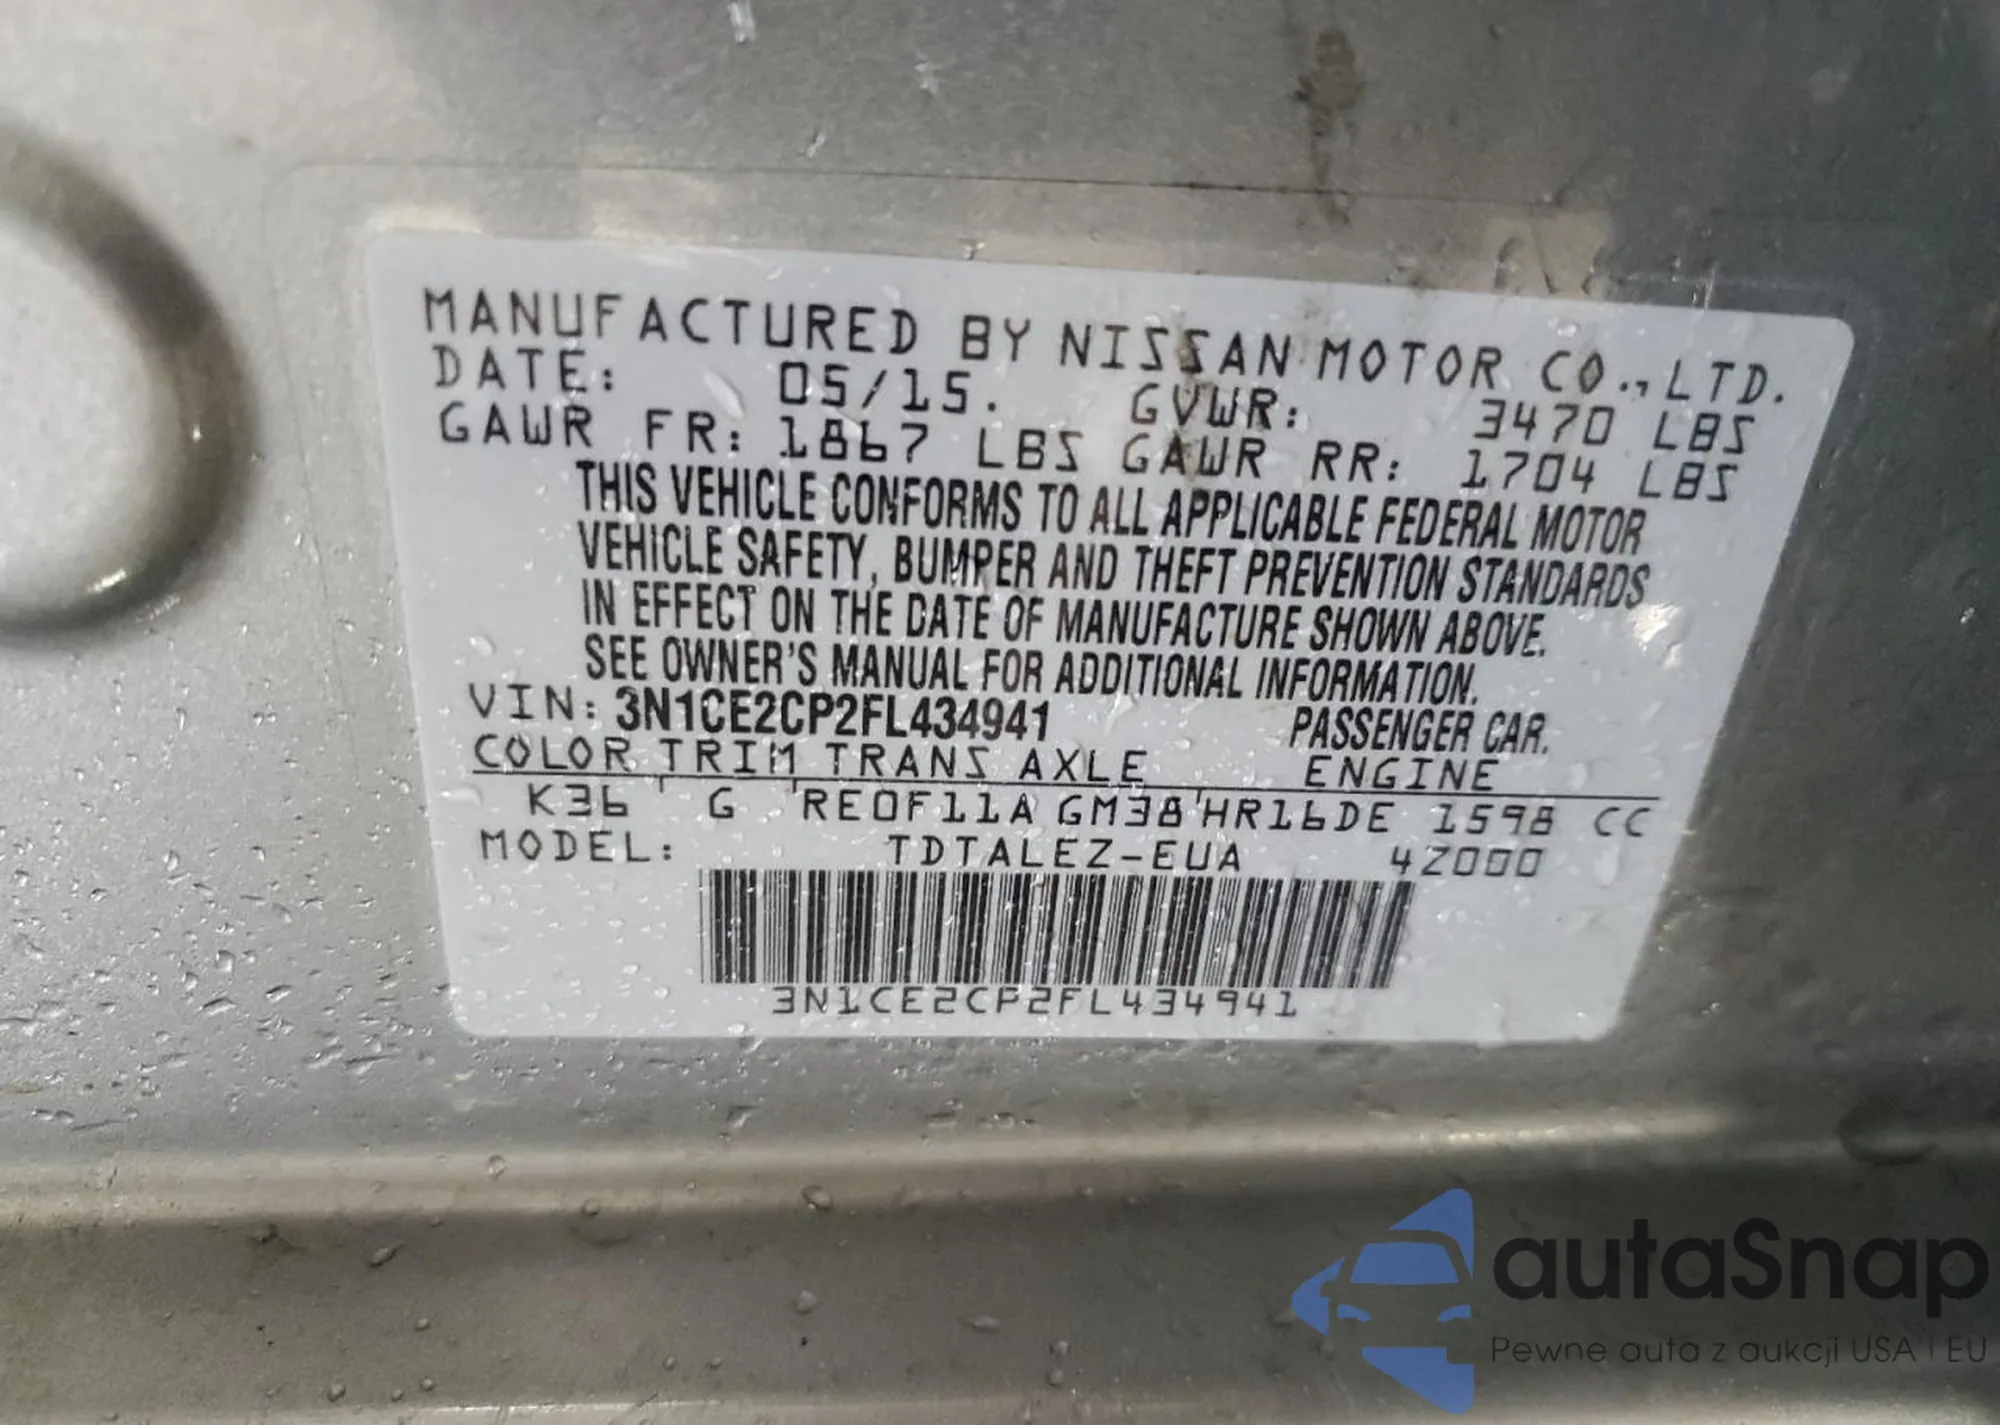 MANUFACTURED BY NISSAN MOTOR CO., LTD.
DATE: 05/15. GVWR: 3470 LBS
GAWR FR: 1867 LBS GAWR RR: 1704 LBS
THIS VEHICLE CONFORMS TO ALL APPLICABLE FEDERAL MOTOR
VEHICLE SAFETY, BUMPER AND THEFT PREVENTION STANDARDS
IN EFFECT ON THE DATE OF MANUFACTURE SHOWN ABOVE.
SEE OWNER'S MANUAL FOR ADDITIONAL INFORMATION.
VIN: 3N1CE2CP2FL434941 PASSENGER CAR.
COLOR TRIM TRANS AXLE ENGINE
K36 G RE0F11A GM38 HR16DE 1598 CC
MODEL: TDTALEZ-EUA 4Z000
3N1CE2CP2FL434941
autaSnap
Pewne auta z aukcji USA i EU